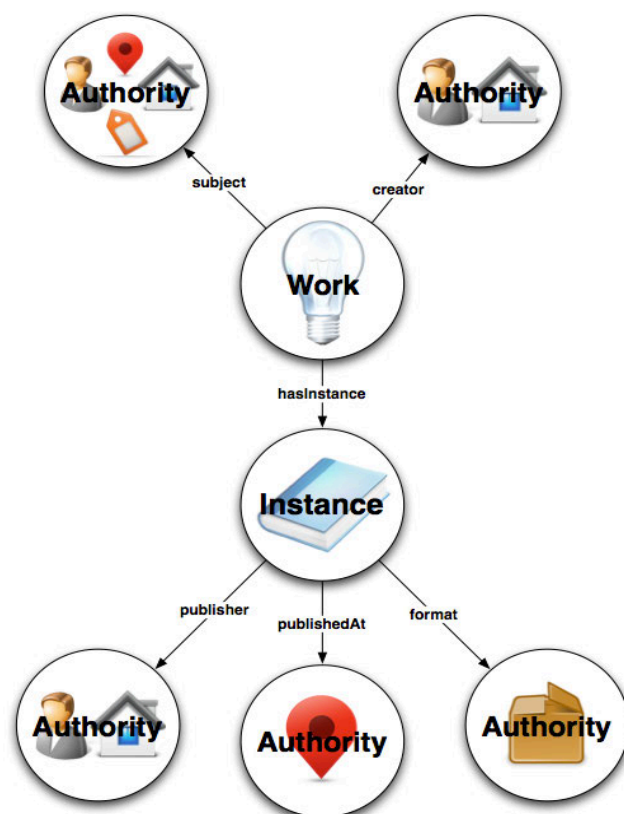 Authority
Authority
subject
creator
Work
hasInstance
Instance
publisher
publishedAt
format
Authority
Authority
Authority